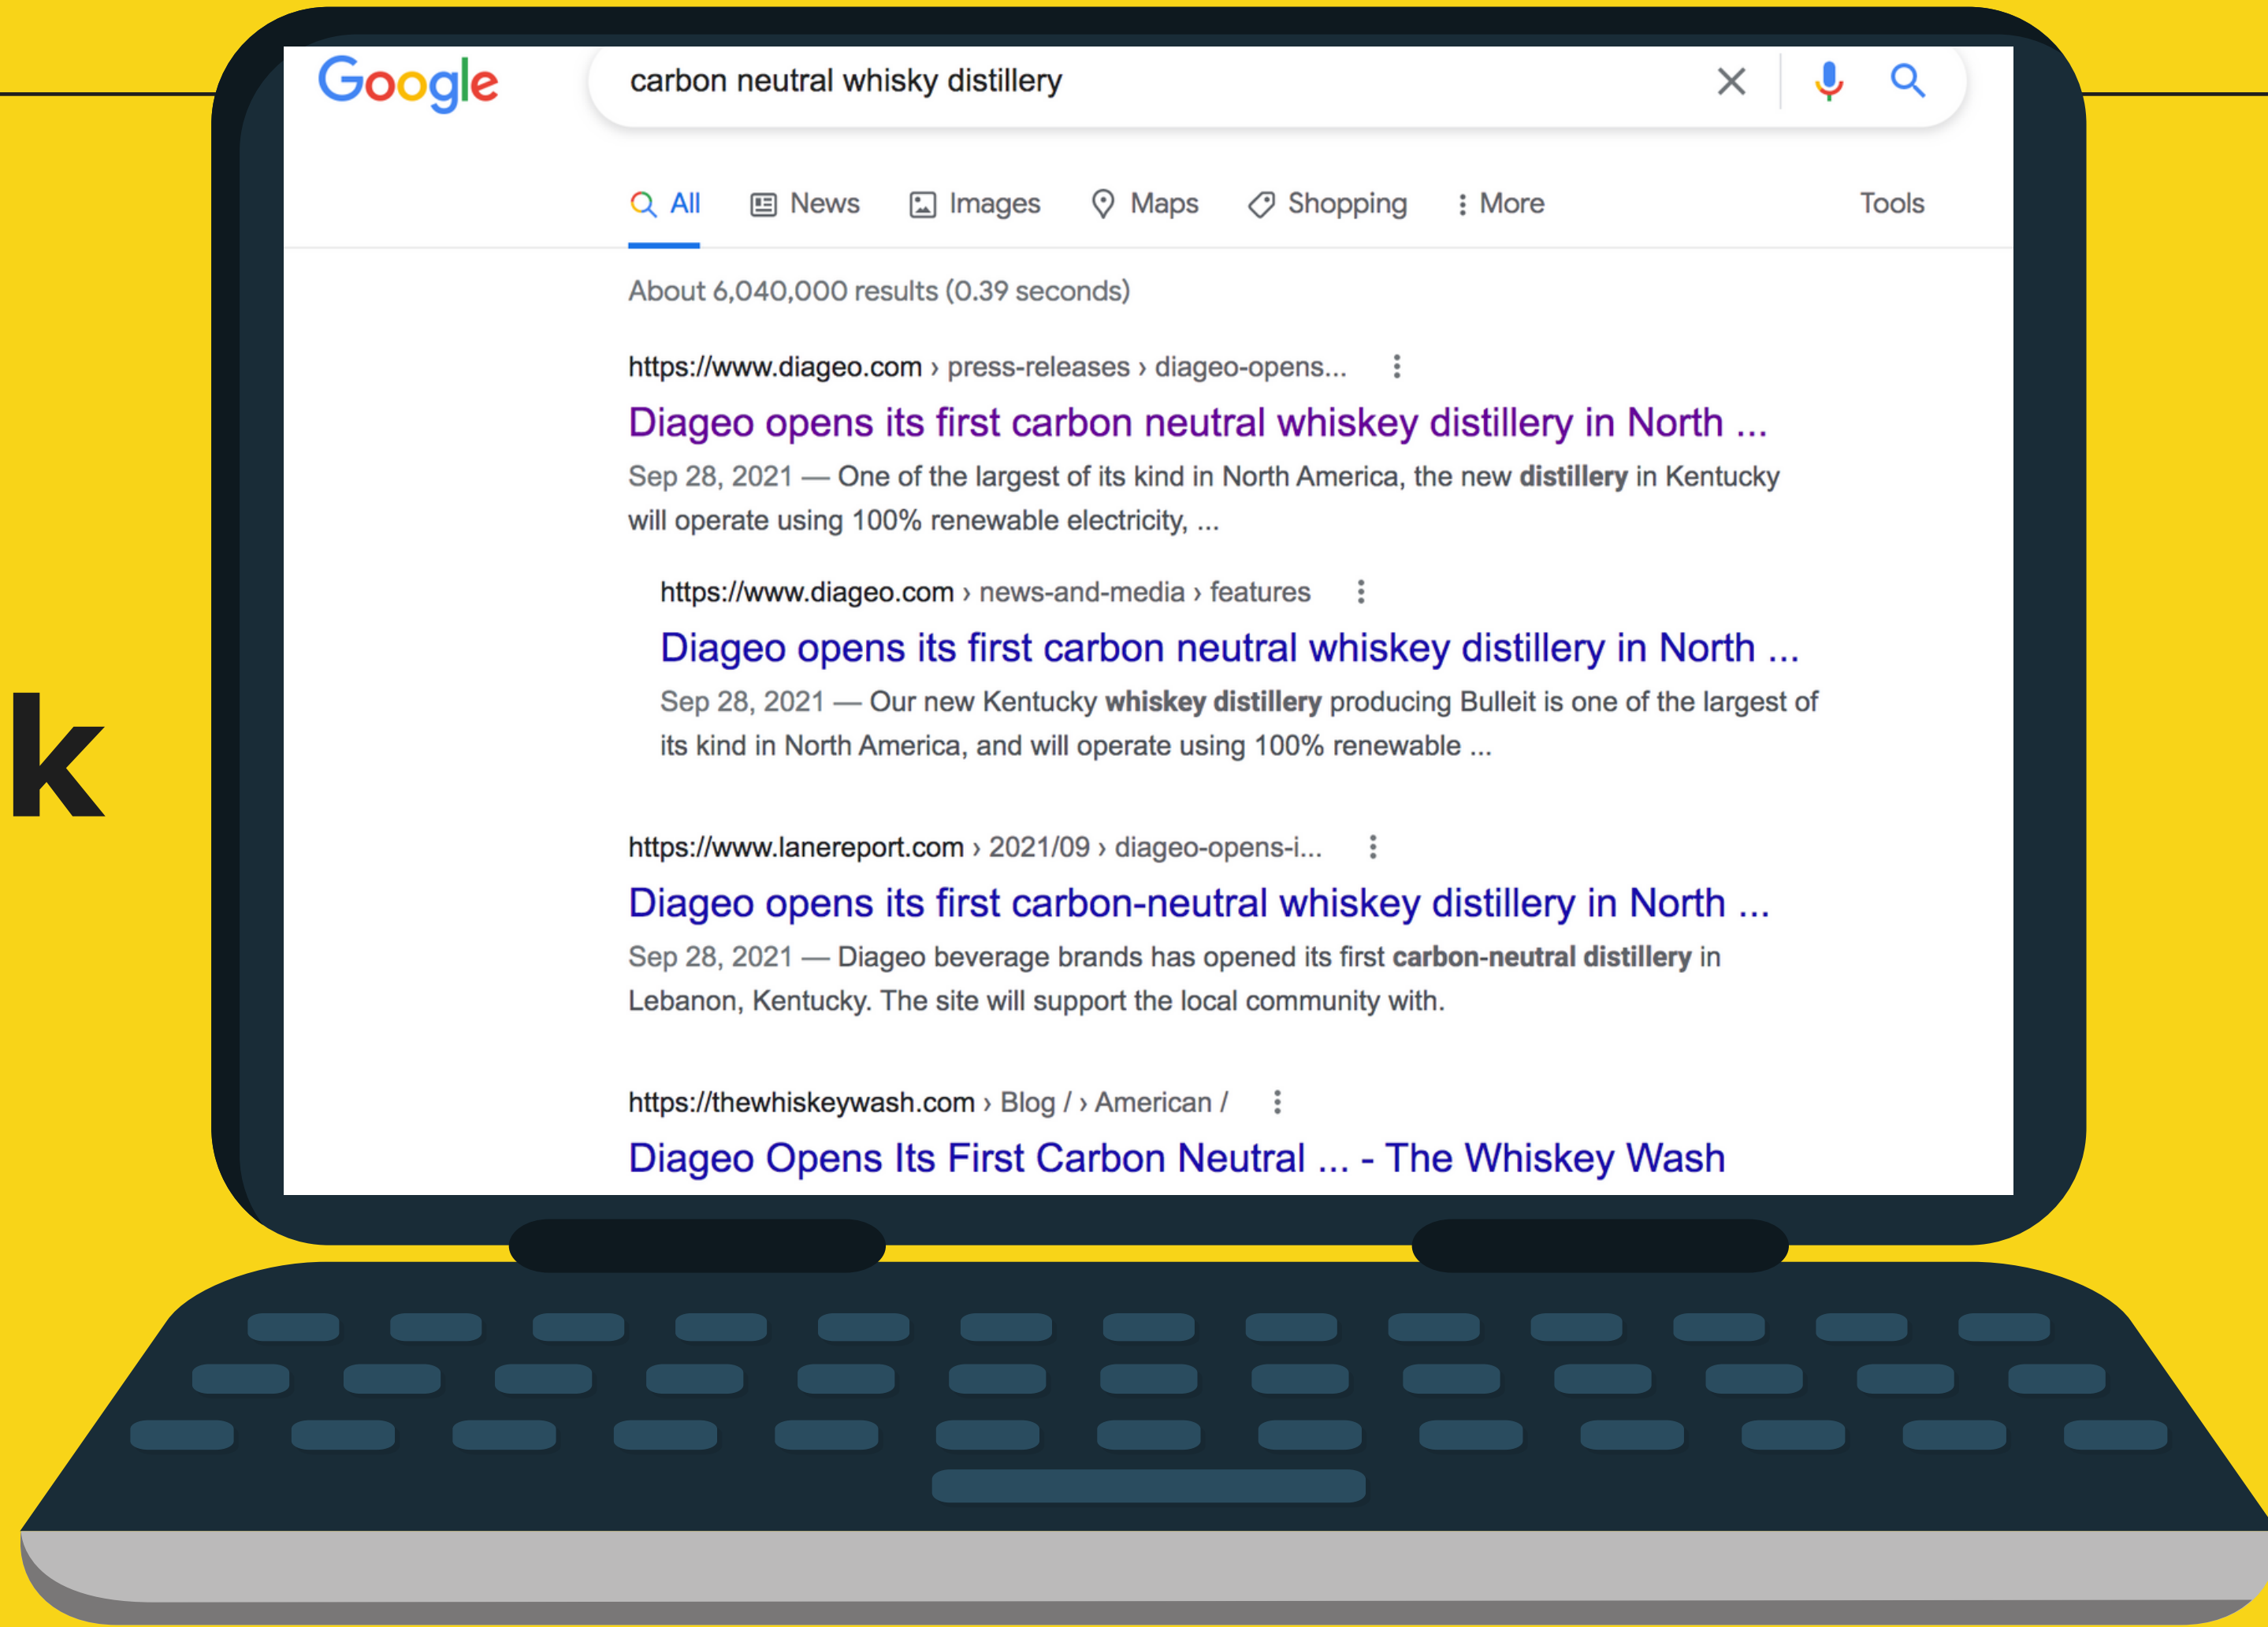 Google
carbon neutral whisky distillery
All News Images Maps Shopping More Tools
About 6,040,000 results (0.39 seconds)
https://www.diageo.com › press-releases › diageo-opens...
Diageo opens its first carbon neutral whiskey distillery in North ...
Sep 28, 2021 — One of the largest of its kind in North America, the new distillery in Kentucky
will operate using 100% renewable electricity, ...
https://www.diageo.com › news-and-media › features
Diageo opens its first carbon neutral whiskey distillery in North ...
Sep 28, 2021 — Our new Kentucky whiskey distillery producing Bulleit is one of the largest of
its kind in North America, and will operate using 100% renewable ...
k
https://www.lanereport.com › 2021/09 › diageo-opens-i...
Diageo opens its first carbon-neutral whiskey distillery in North ...
Sep 28, 2021 — Diageo beverage brands has opened its first carbon-neutral distillery in
Lebanon, Kentucky. The site will support the local community with.
https://thewhiskeywash.com › Blog / › American /
Diageo Opens Its First Carbon Neutral ... - The Whiskey Wash